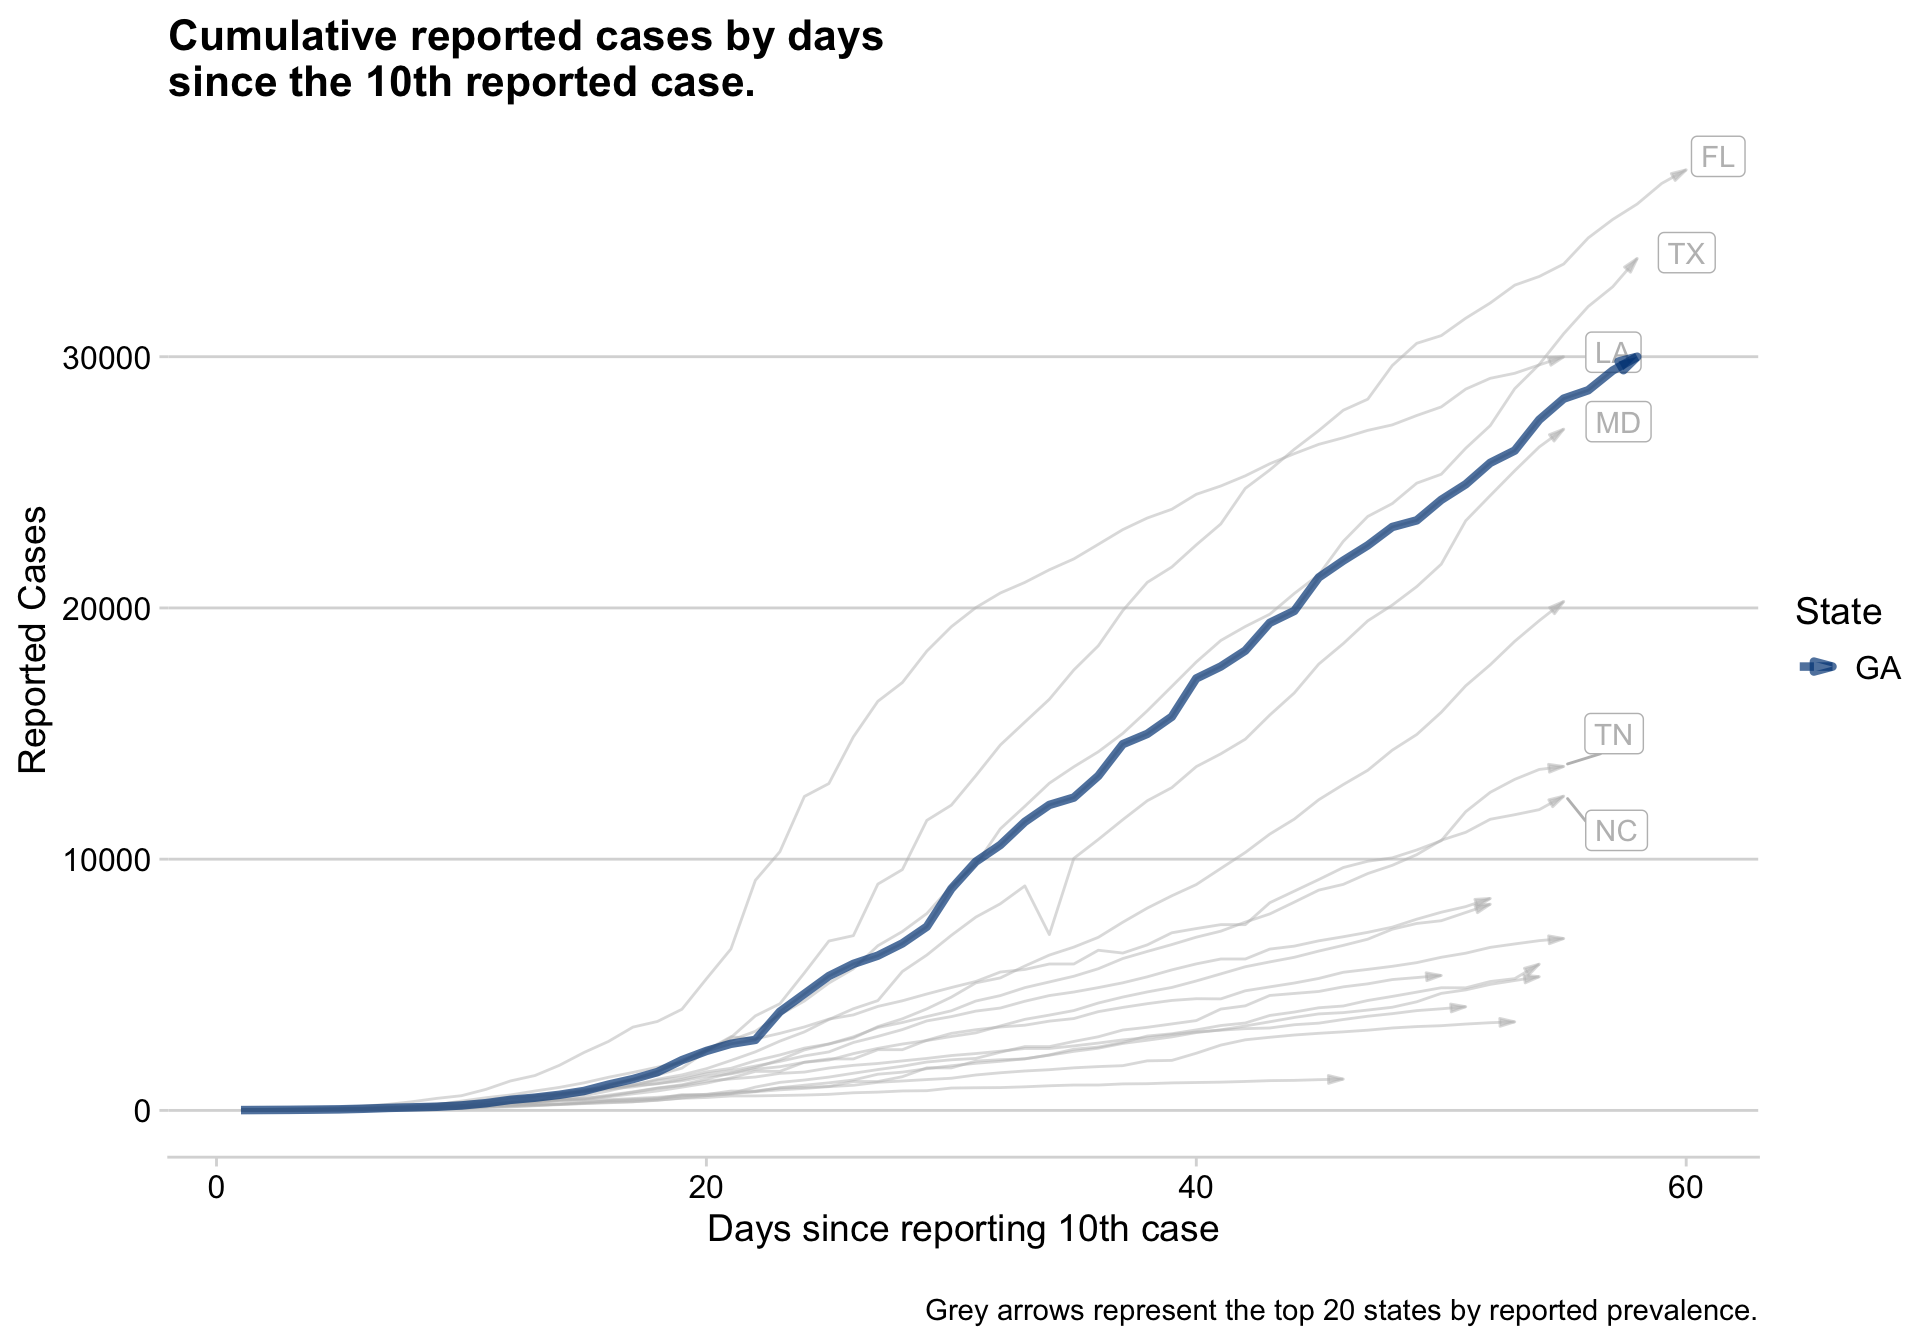 Cumulative reported cases by days
since the 10th reported case.
FL
TX
LA
MD
TN
NC
30000
20000
10000
0
Reported Cases
0 20 40 60
Days since reporting 10th case
State
GA
Grey arrows represent the top 20 states by reported prevalence.